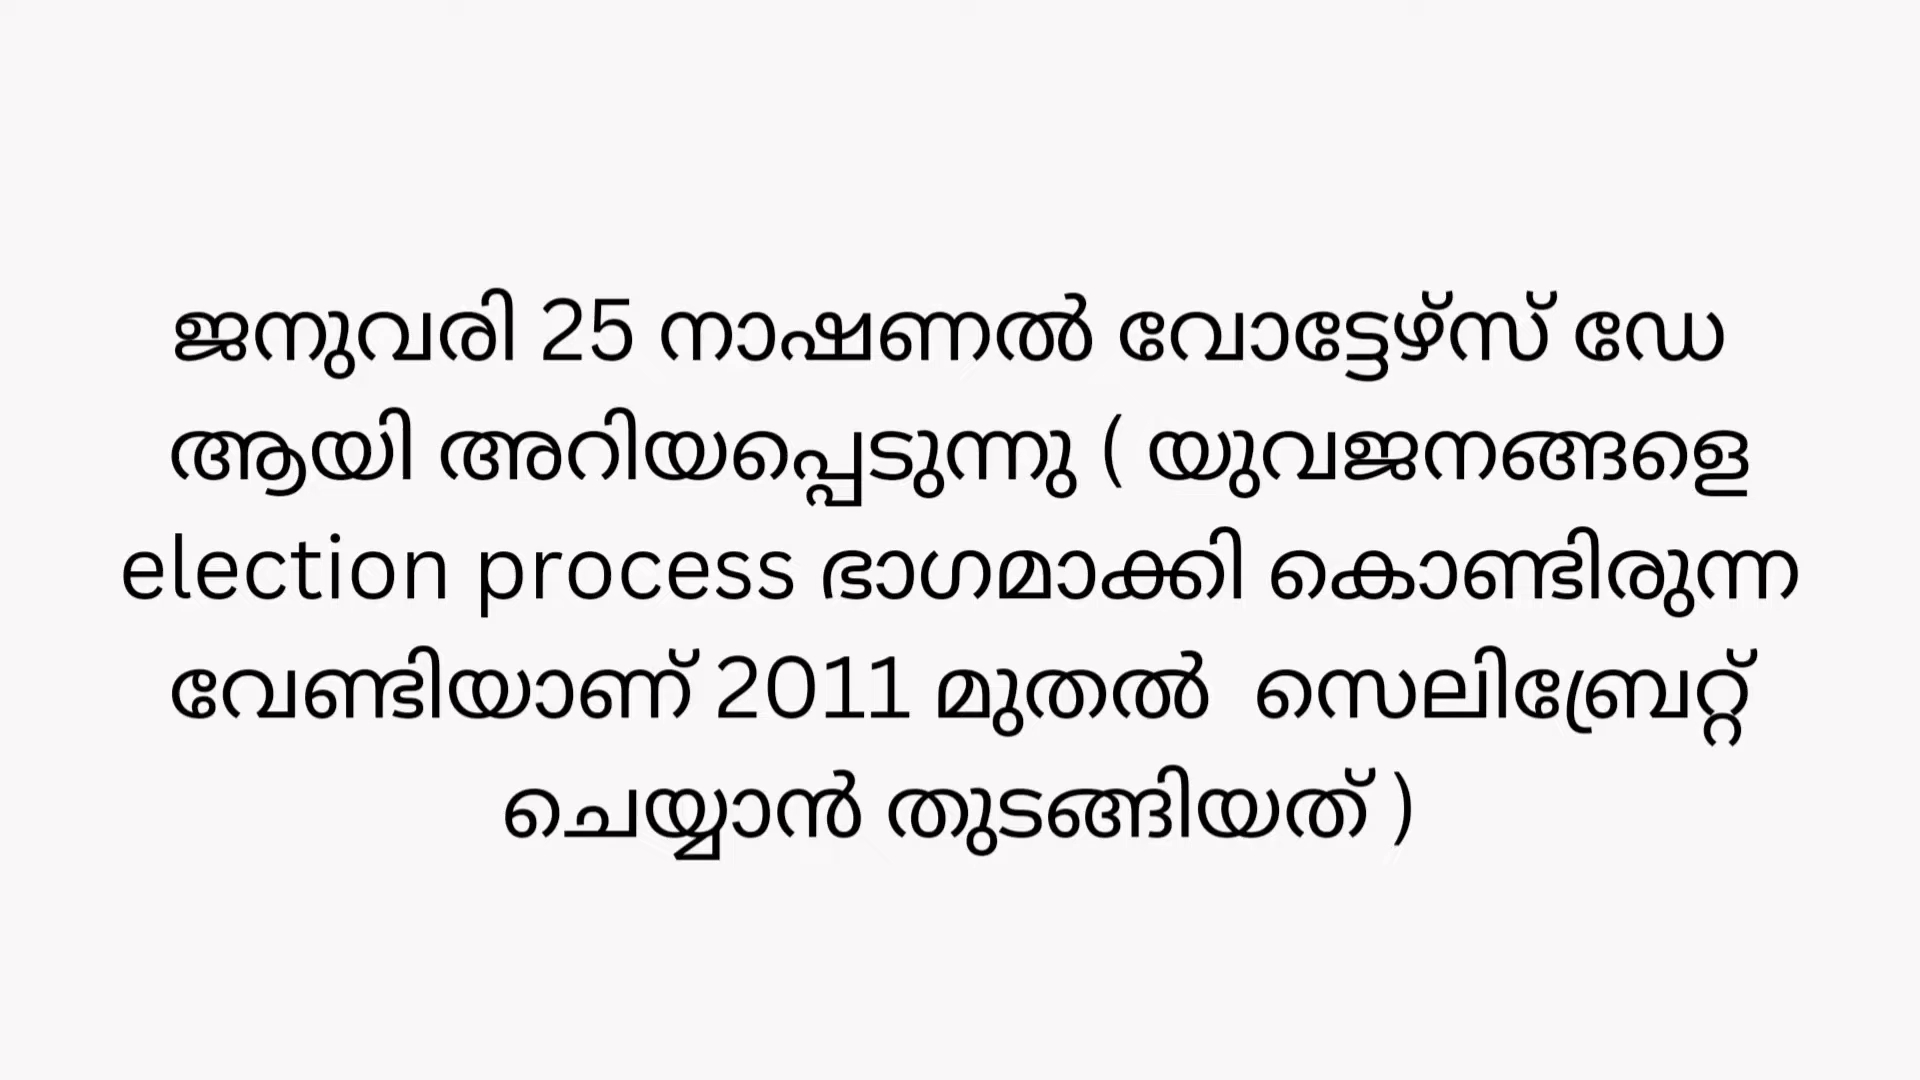 ജനുവരി 25 നാഷണൽ വോട്ടേഴ്സ് ഡേ
ആയി അറിയപ്പെടുന്നു ( യുവജനങ്ങളെ
election process ഭാഗമാക്കി കൊണ്ടിരുന്ന
വേണ്ടിയാണ് 2011 മുതൽ സെലിബ്രേറ്റ്
ചെയ്യാൻ തുടങ്ങിയത് )